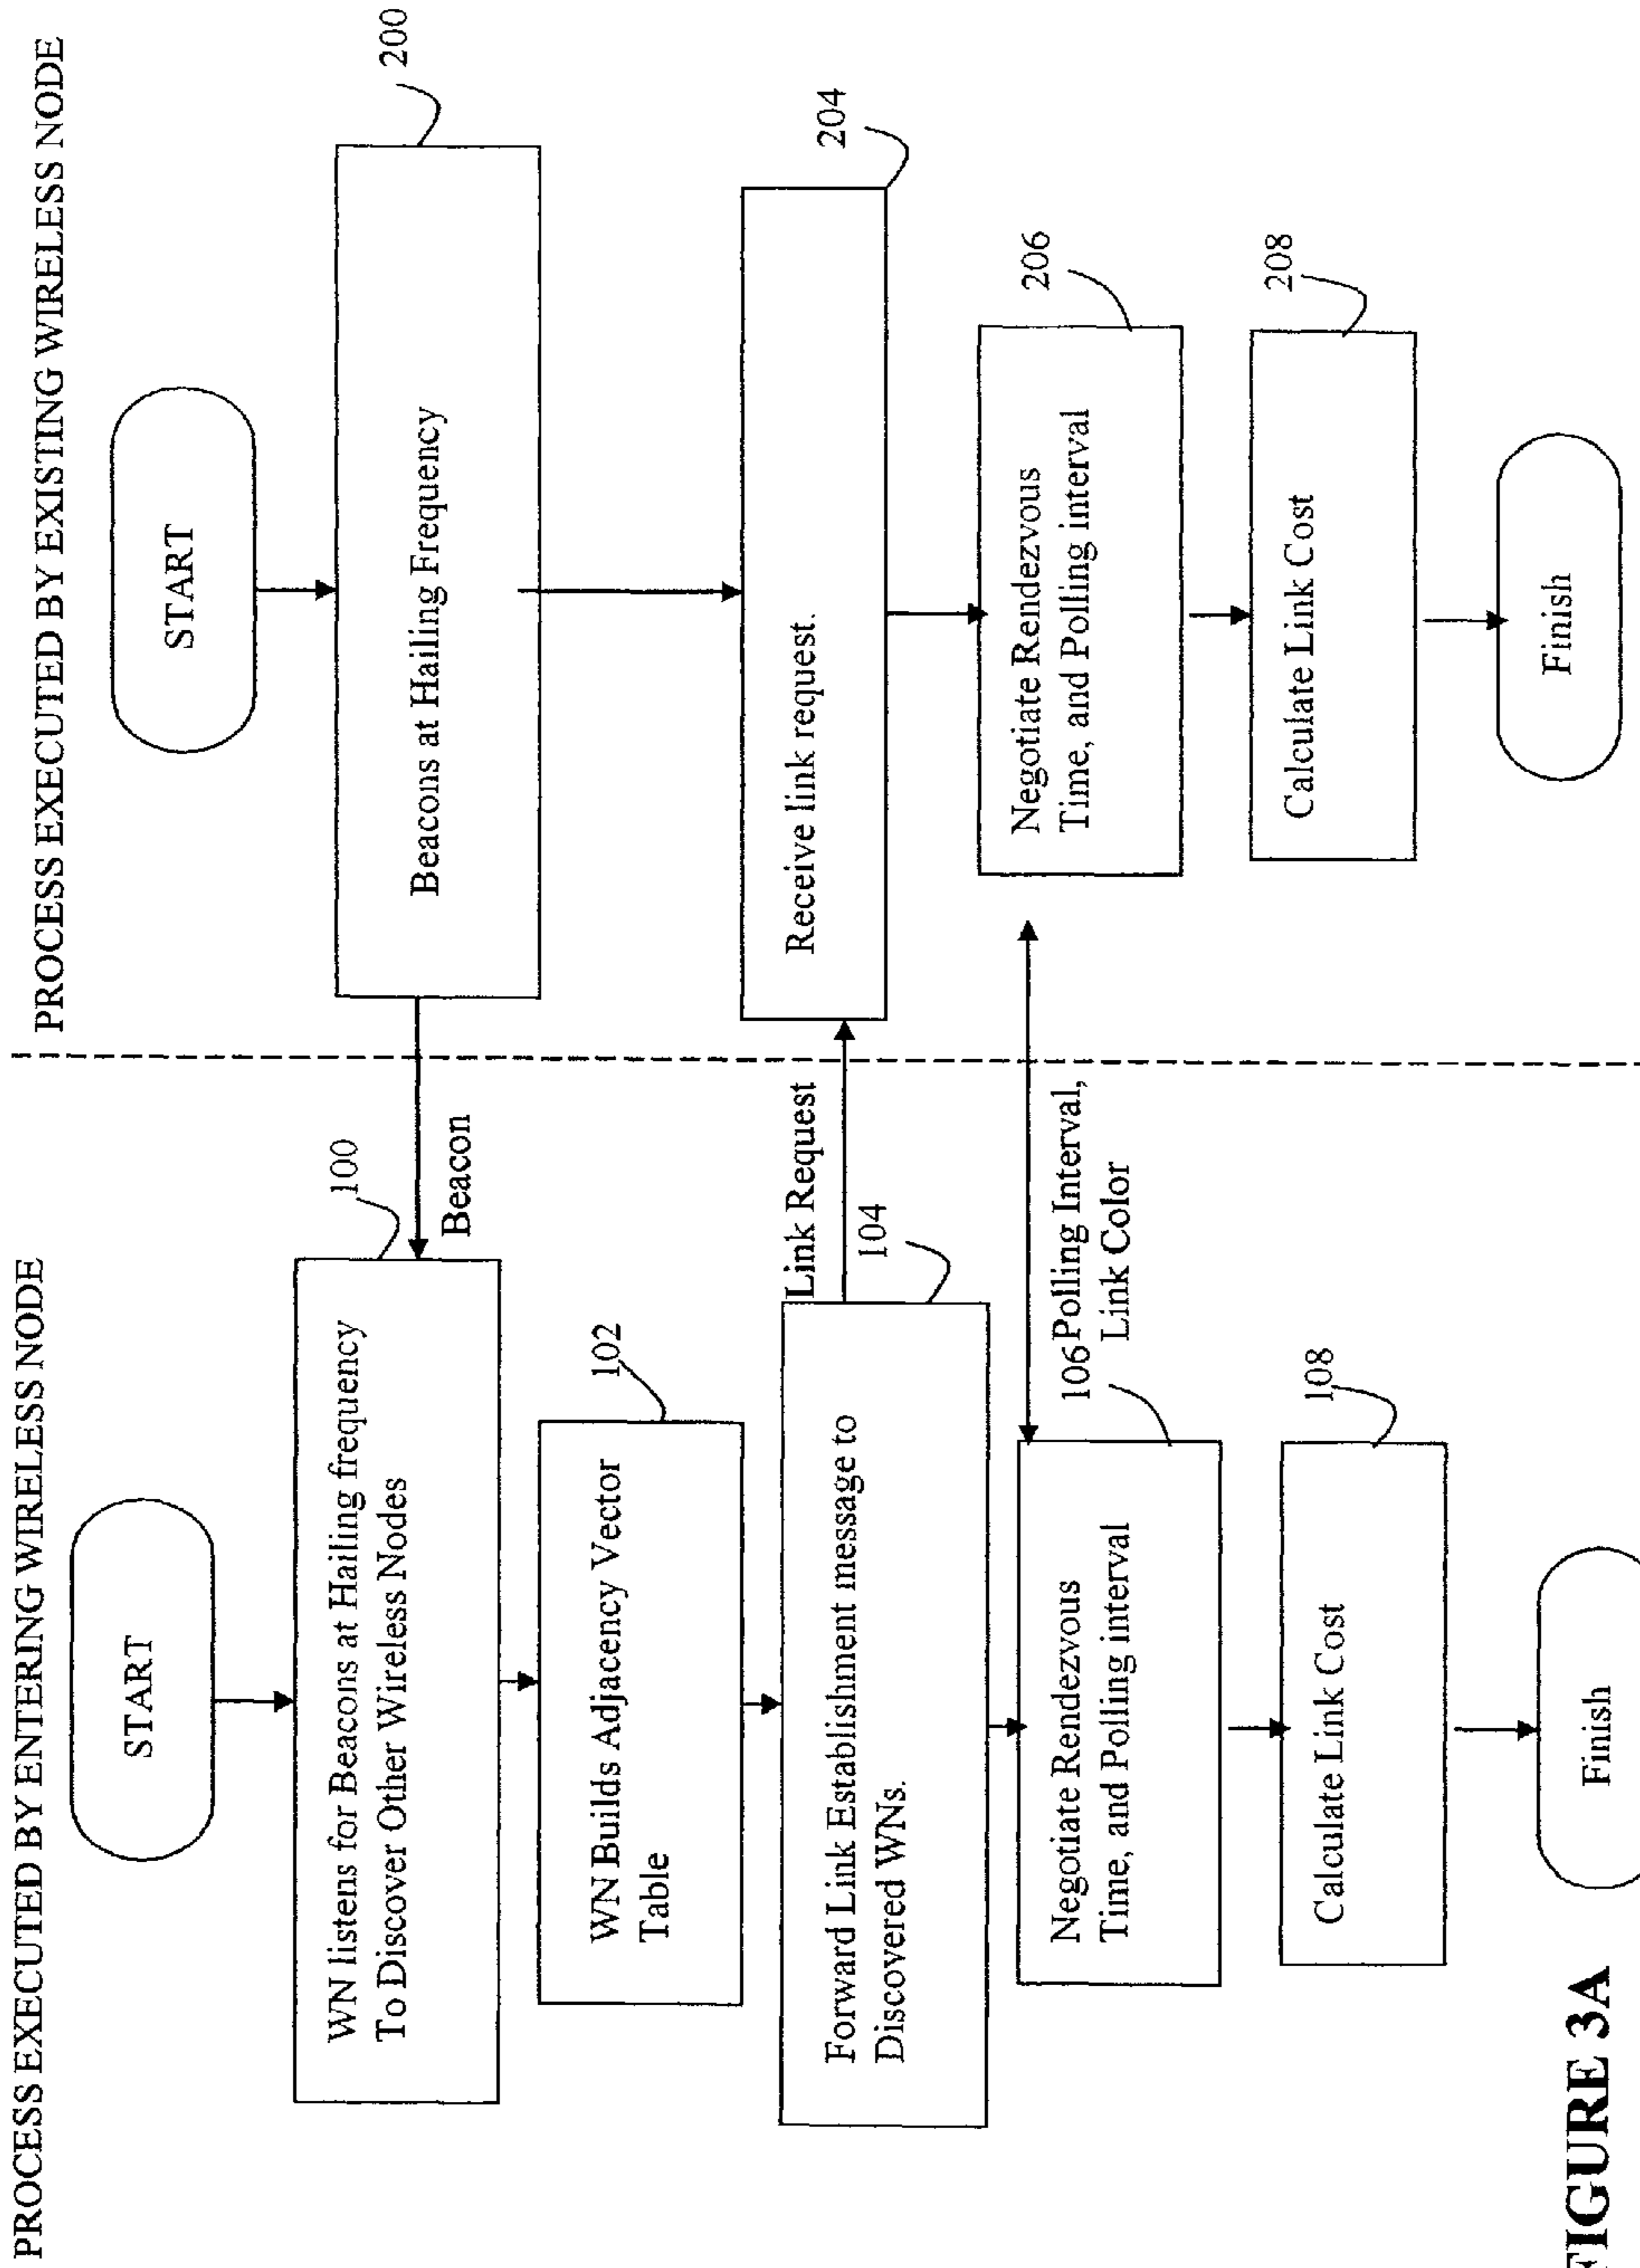 PROCESS EXECUTED BY ENTERING WIRELESS NODE
START
WN listens for Beacons at Hailing frequency
To Discover Other Wireless Nodes
100
Beacon
WN Builds Adjacency Vector
Table
102
Forward Link Establishment message to
Discovered WNs.
Link Request
104
Negotiate Rendezvous
Time, and Polling interval
106
Polling Interval,
Link Color
Calculate Link Cost
108
Finish
PROCESS EXECUTED BY EXISTING WIRELESS NODE
START
Beacons at Hailing Frequency
200
Receive link request.
204
Negotiate Rendezvous
Time, and Polling interval
206
Calculate Link Cost
208
Finish
FIGURE 3A